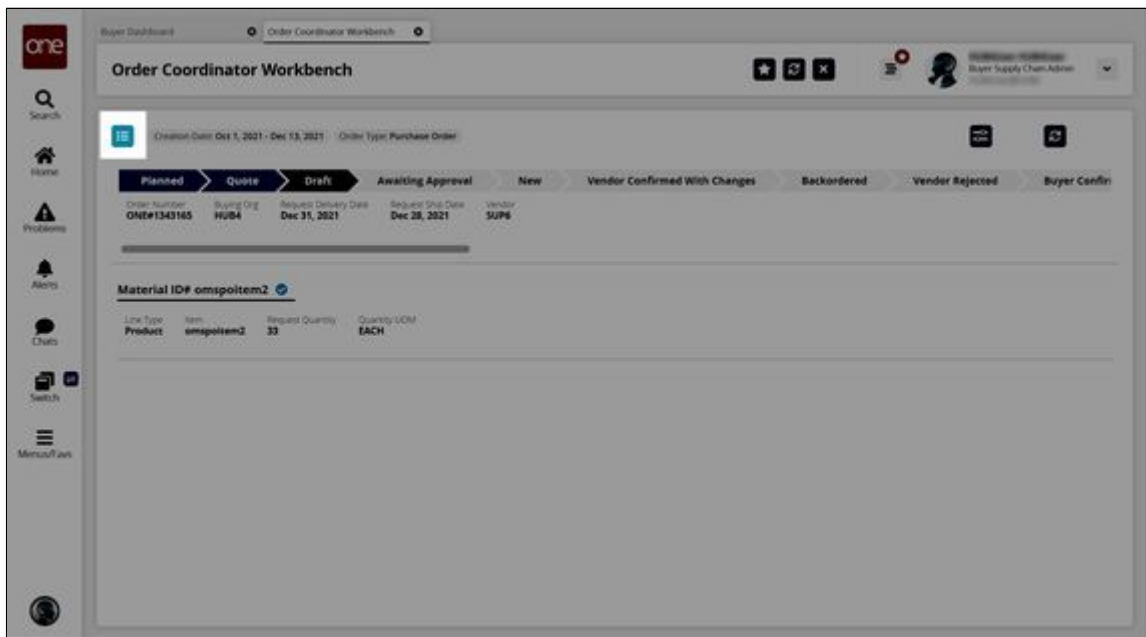 one
Buyer Dashboard
Order Coordinator Workbench
Order Coordinator Workbench
Buyer Supply Chain Admin
Search
Home
Problems
Alerts
Chats
Switch
Menus/Favs
Creation Date: Oct 1, 2021 - Dec 13, 2021 Order Type: Purchase Order
Planned Quote Draft Awaiting Approval New Vendor Confirmed With Changes Backordered Vendor Rejected Buyer Confir
Order Number Buying Org Request Delivery Date Request Ship Date Vendor
ONE#1343165 HUB4 Dec 31, 2021 Dec 28, 2021 SUP6
Material ID# omspoitem2
Line Type Item Request Quantity Quantity UOM
Product omspoitem2 33 EACH